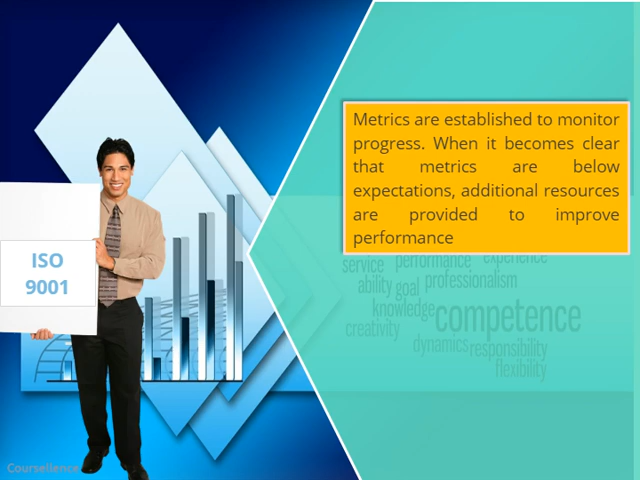 Metrics are established to monitor
progress. When it becomes clear
that metrics are below
expectations, additional resources
are provided to improve
performance
ISO
9001
service performance experience
ability goal professionalism
knowledge competence
creativity
dynamics responsibility
flexibility
Coursellence